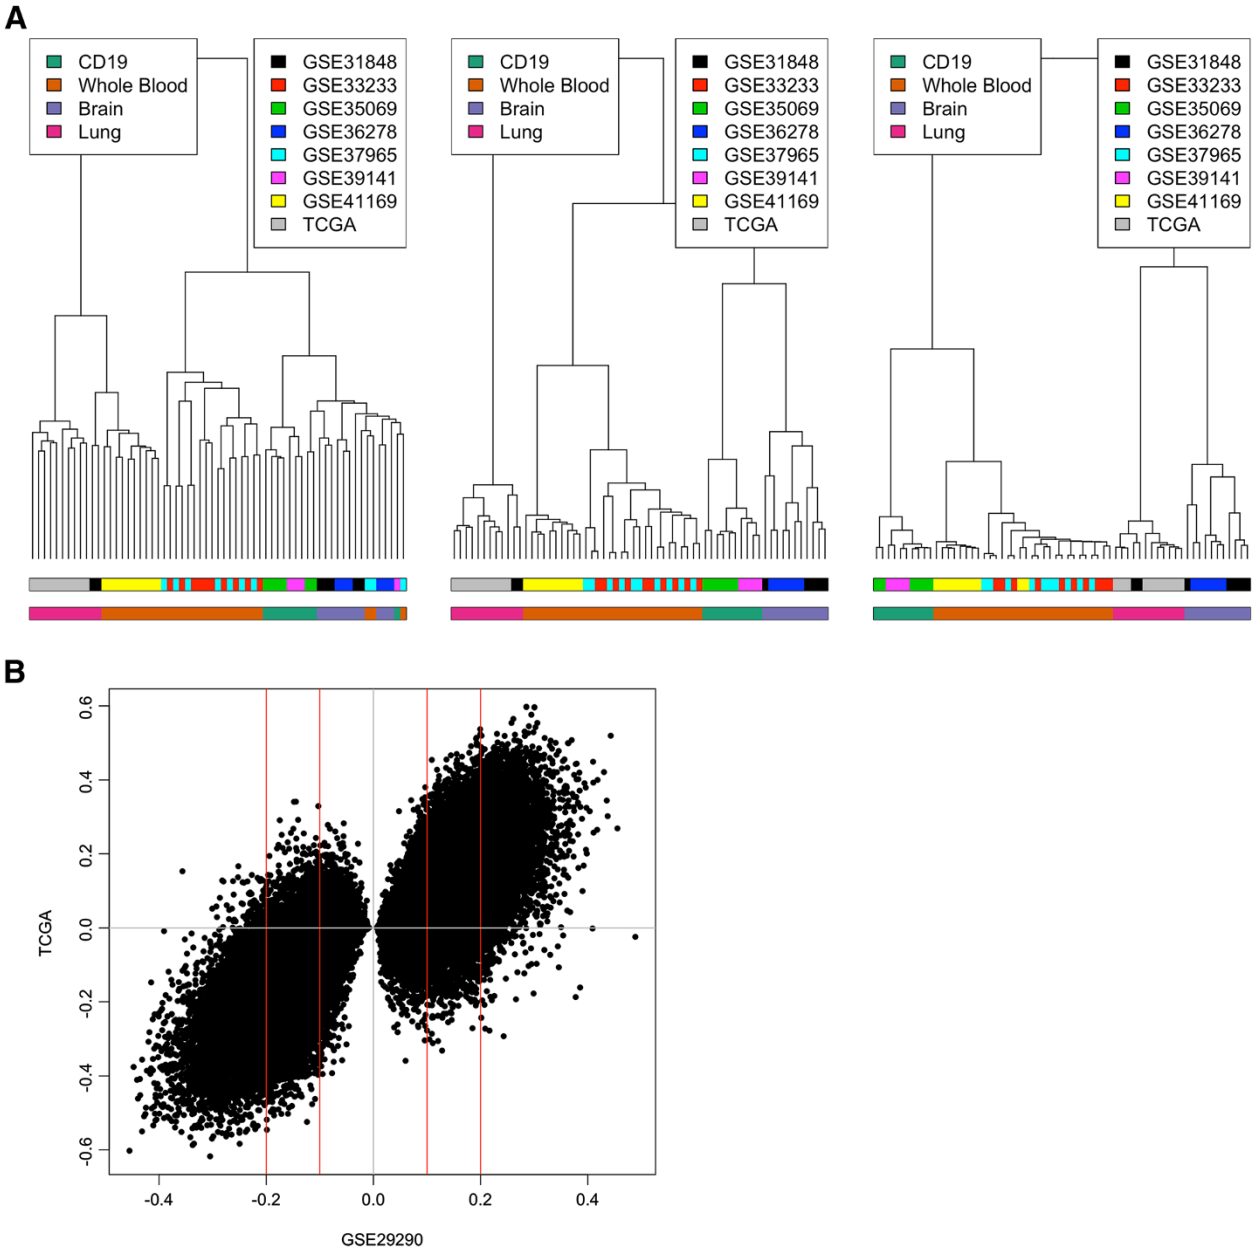 A
CD19
Whole Blood
Brain
Lung
GSE31848
GSE33233
GSE35069
GSE36278
GSE37965
GSE39141
GSE41169
TCGA
CD19
Whole Blood
Brain
Lung
GSE31848
GSE33233
GSE35069
GSE36278
GSE37965
GSE39141
GSE41169
TCGA
CD19
Whole Blood
Brain
Lung
GSE31848
GSE33233
GSE35069
GSE36278
GSE37965
GSE39141
GSE41169
TCGA
B
TCGA
0.6
0.4
0.2
0.0
-0.2
-0.4
-0.6
-0.4 -0.2 0.0 0.2 0.4
GSE29290